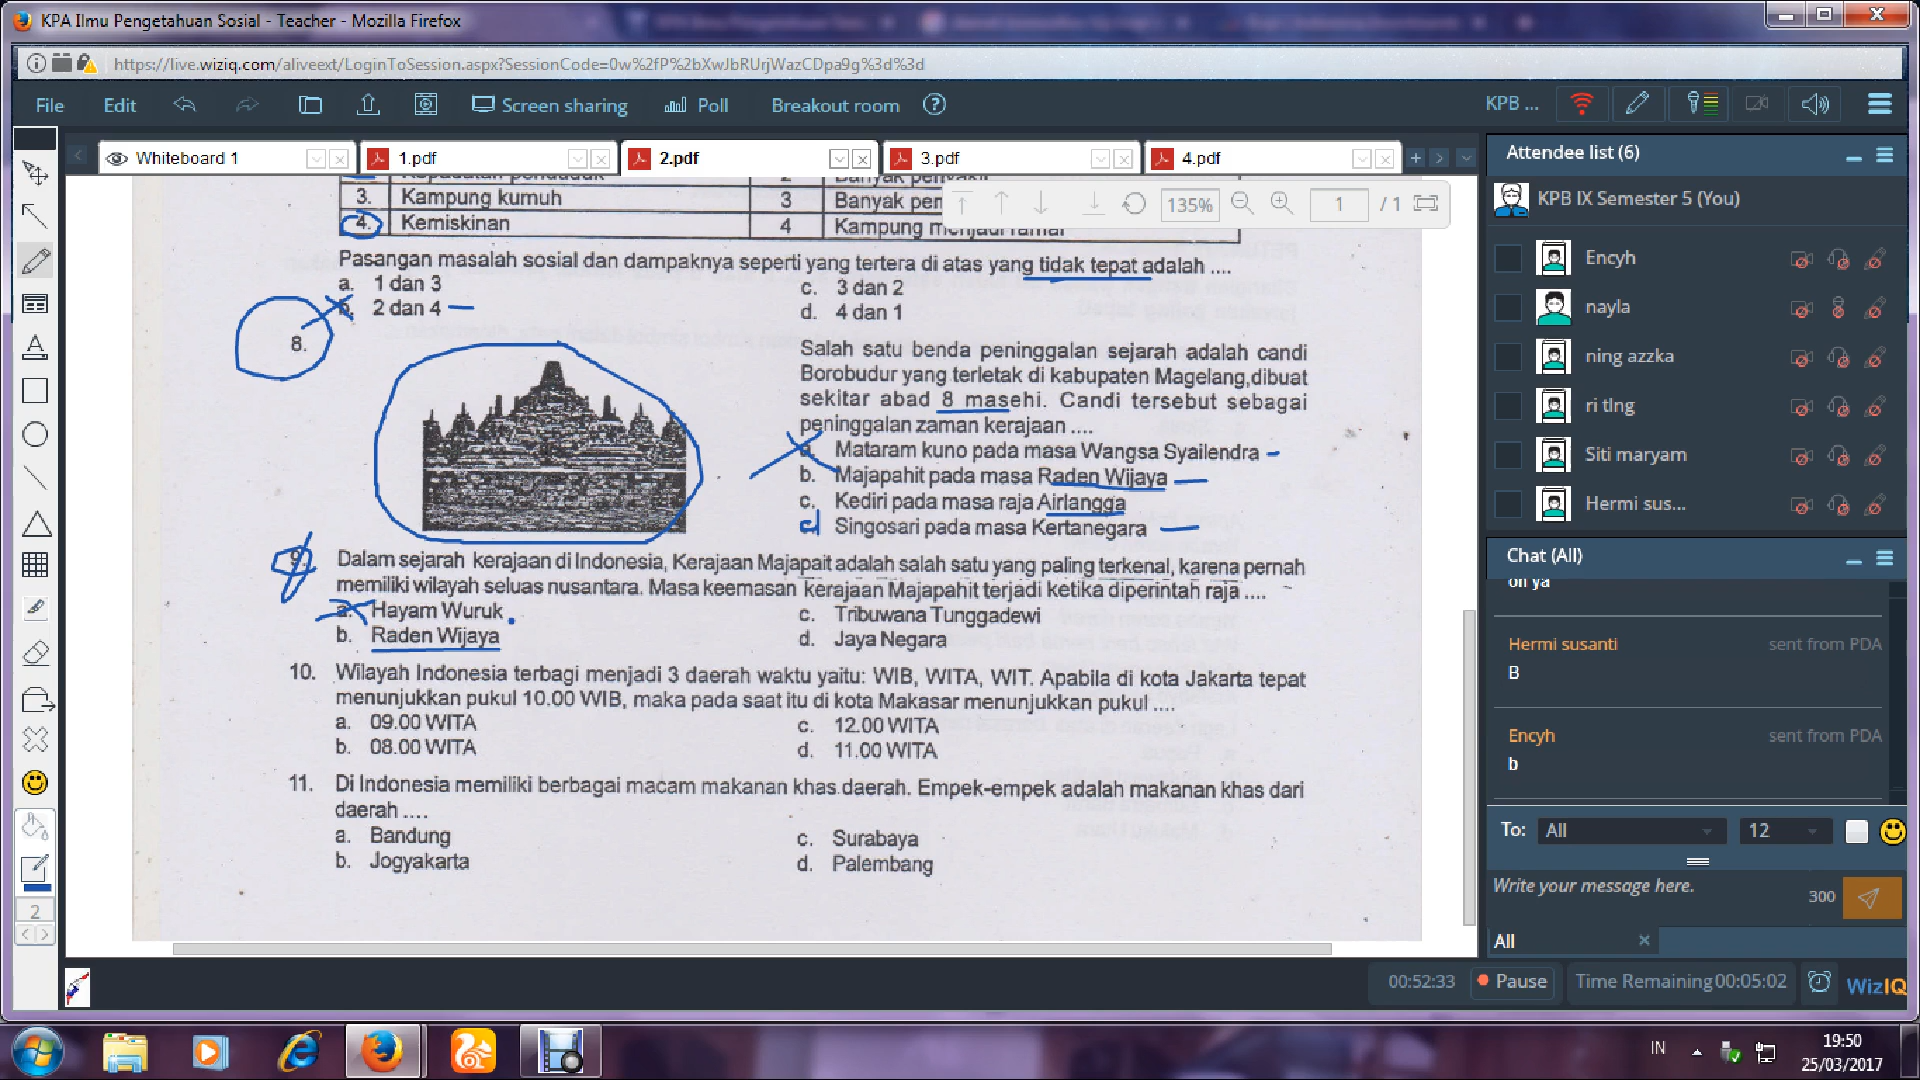 KPA Ilmu Pengetahuan Sosial - Teacher - Mozilla Firefox
https://live.wiziq.com/aliveext/LoginToSession.aspx?SessionCode=0w%2fP%2bXwJbRUrjWazCDpa9g%3d%3d
File Edit Screen sharing Poll Breakout room KPB ...
Whiteboard 1 1.pdf 2.pdf 3.pdf 4.pdf
135% 1 / 1
Kepadatan penduduk 2 Banyak penyakit
3. Kampung kumuh 3 Banyak pen
4. Kemiskinan 4 Kampung menjadi ramai
Pasangan masalah sosial dan dampaknya seperti yang tertera di atas yang tidak tepat adalah ....
a. 1 dan 3
b. 2 dan 4
c. 3 dan 2
d. 4 dan 1
8.
Salah satu benda peninggalan sejarah adalah candi
Borobudur yang terletak di kabupaten Magelang,dibuat
sekitar abad 8 masehi. Candi tersebut sebagai
peninggalan zaman kerajaan ....
a. Mataram kuno pada masa Wangsa Syailendra
b. Majapahit pada masa Raden Wijaya
c. Kediri pada masa raja Airlangga
d Singosari pada masa Kertanegara
9. Dalam sejarah kerajaan di Indonesia, Kerajaan Majapait adalah salah satu yang paling terkenal, karena pernah
memiliki wilayah seluas nusantara. Masa keemasan kerajaan Majapahit terjadi ketika diperintah raja ....
a. Hayam Wuruk
b. Raden Wijaya
c. Tribuwana Tunggadewi
d. Jaya Negara
10. Wilayah Indonesia terbagi menjadi 3 daerah waktu yaitu: WIB, WITA, WIT. Apabila di kota Jakarta tepat
menunjukkan pukul 10.00 WIB, maka pada saat itu di kota Makasar menunjukkan pukul ....
a. 09.00 WITA
b. 08.00 WITA
c. 12.00 WITA
d. 11.00 WITA
11. Di Indonesia memiliki berbagai macam makanan khas daerah. Empek-empek adalah makanan khas dari
daerah ....
a. Bandung
b. Jogyakarta
c. Surabaya
d. Palembang
2
Attendee list (6)
KPB IX Semester 5 (You)
Encyh
nayla
ning azzka
ri tlng
Siti maryam
Hermi sus...
Chat (All)
oh ya
Hermi susanti sent from PDA
B
Encyh sent from PDA
b
To: All 12
Write your message here. 300
All
00:52:33 Pause Time Remaining 00:05:02 WizIQ
IN
19:50
25/03/2017